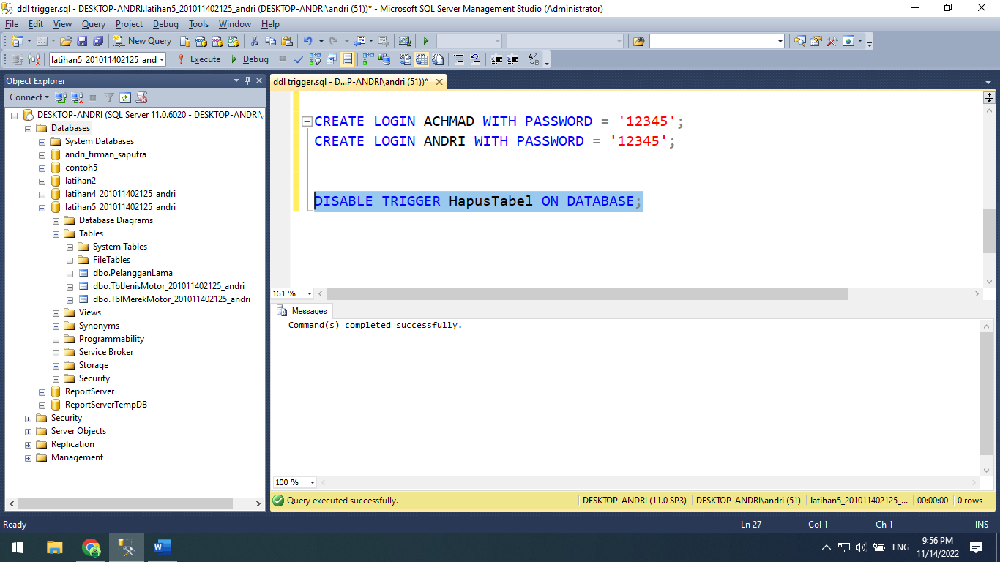 ddl trigger.sql - DESKTOP-ANDRI.latihan5_201011402125_andri (DESKTOP-ANDRI\andri (51))* - Microsoft SQL Server Management Studio (Administrator)
File Edit View Query Project Debug Tools Window Help
New Query
latihan5_201011402125_and Execute Debug
Object Explorer
Connect
DESKTOP-ANDRI (SQL Server 11.0.6020 - DESKTOP-ANDRI\
Databases
System Databases
andri_firman_saputra
contoh5
latihan2
latihan4_201011402125_andri
latihan5_201011402125_andri
Database Diagrams
Tables
System Tables
FileTables
dbo.PelangganLama
dbo.TblJenisMotor_201011402125_andri
dbo.TblMerekMotor_201011402125_andri
Views
Synonyms
Programmability
Service Broker
Storage
Security
ReportServer
ReportServerTempDB
Security
Server Objects
Replication
Management
ddl trigger.sql - D...P-ANDRI\andri (51))*
CREATE LOGIN ACHMAD WITH PASSWORD = '12345';
CREATE LOGIN ANDRI WITH PASSWORD = '12345';
DISABLE TRIGGER HapusTabel ON DATABASE;
161 %
Messages
Command(s) completed successfully.
100 %
Query executed successfully. DESKTOP-ANDRI (11.0 SP3) DESKTOP-ANDRI\andri (51) latihan5_201011402125_... 00:00:00 0 rows
Ready Ln 27 Col 1 Ch 1 INS
ENG
9:56 PM
11/14/2022